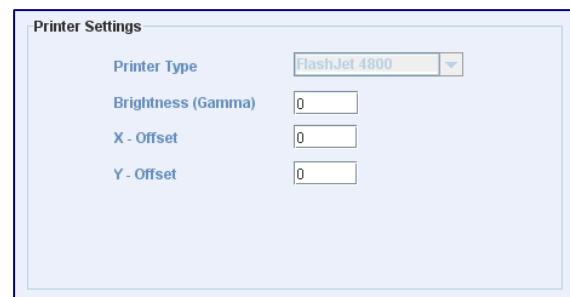 Printer Settings
Printer Type FlashJet 4800
Brightness (Gamma) 0
X - Offset 0
Y - Offset 0